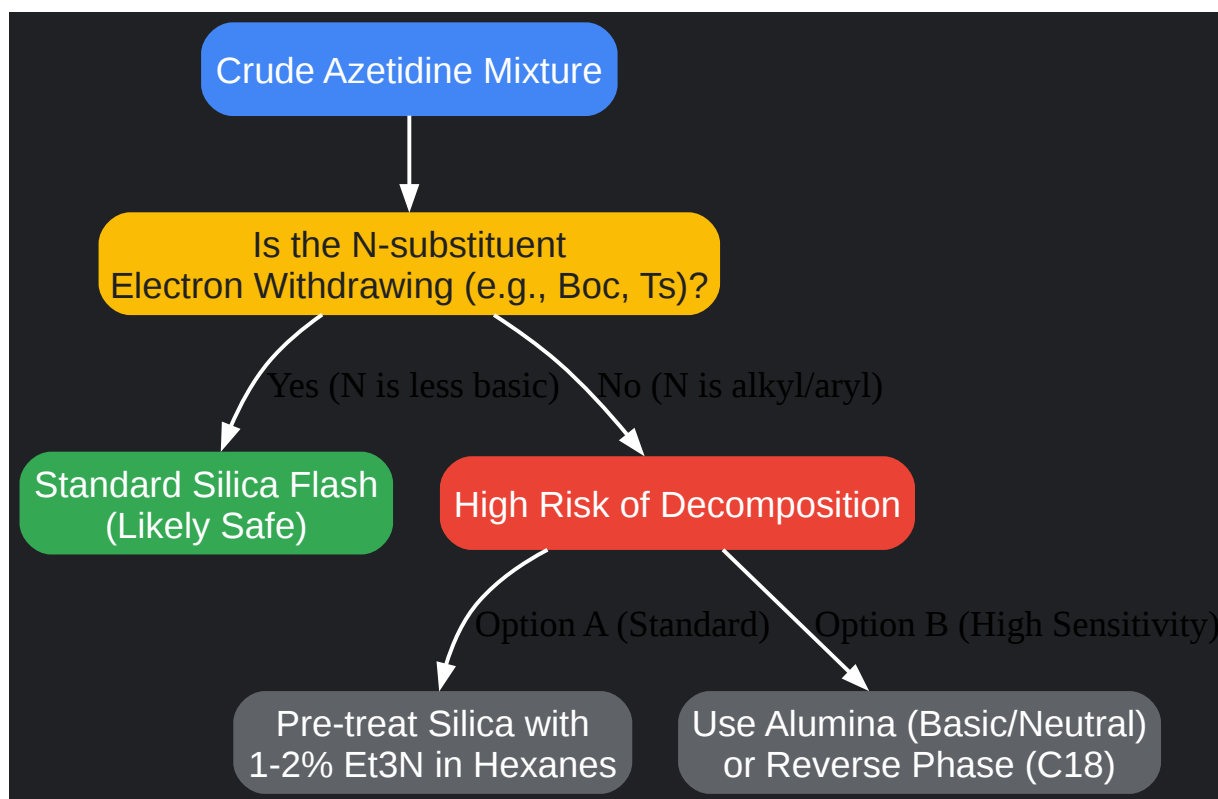 Crude Azetidine Mixture
Is the N-substituent
Electron Withdrawing (e.g., Boc, Ts)?
Yes (N is less basic)
No (N is alkyl/aryl)
Standard Silica Flash
(Likely Safe)
High Risk of Decomposition
Option A (Standard)
Option B (High Sensitivity)
Pre-treat Silica with
1-2% Et3N in Hexanes
Use Alumina (Basic/Neutral)
or Reverse Phase (C18)